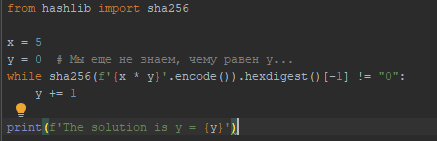 from hashlib import sha256
x = 5
y = 0  # Мы еще не знаем, чему равен y...
while sha256(f'{x * y}'.encode()).hexdigest()[-1] != "0":
    y += 1
print(f'The solution is y = {y}')